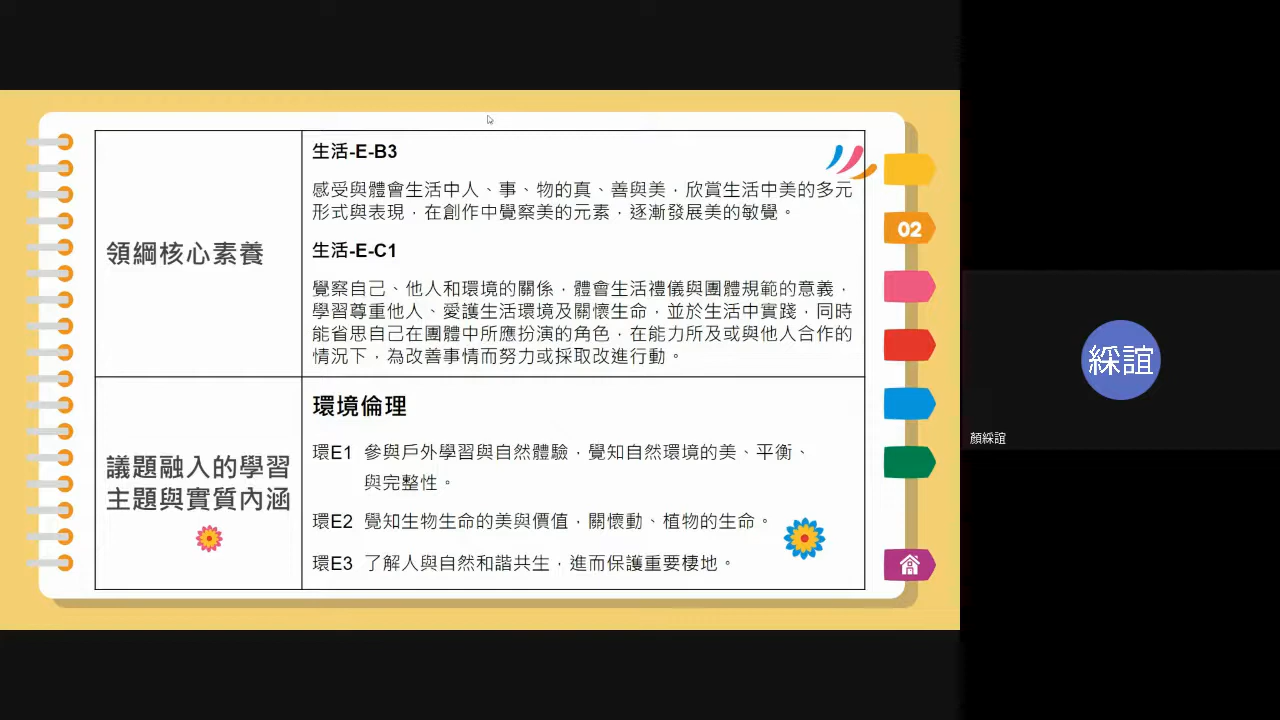 生活-E-B3
感受與體會生活中人、事、物的真、善與美，欣賞生活中美的多元
形式與表現，在創作中覺察美的元素，逐漸發展美的敏覺。
領綱核心素養
生活-E-C1
覺察自己、他人和環境的關係，體會生活禮儀與團體規範的意義，
學習尊重他人、愛護生活環境及關懷生命，並於生活中實踐，同時
能省思自己在團體中所應扮演的角色，在能力所及或與他人合作的
情況下，為改善事情而努力或採取改進行動。
議題融入的學習
主題與實質內涵
環境倫理
環E1 參與戶外學習與自然體驗，覺知自然環境的美、平衡、
與完整性。
環E2 覺知生物生命的美與價值，關懷動、植物的生命。
環E3 了解人與自然和諧共生，進而保護重要棲地。
02
綵誼
顏綵誼